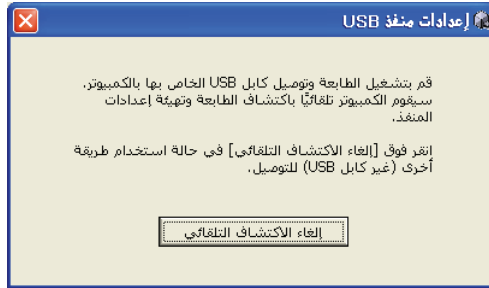 إعدادات منفذ USB
قم بتشغيل الطابعة وتوصيل كابل USB الخاص بها بالكمبيوتر.
سيقوم الكمبيوتر تلقائيًا باكتشاف الطابعة وتهيئة إعدادات
المنفذ.
انقر فوق [إلغاء الاكتشاف التلقائي] في حالة استخدام طريقة
أخرى (غير كابل USB) للتوصيل.
إلغاء الاكتشاف التلقائي